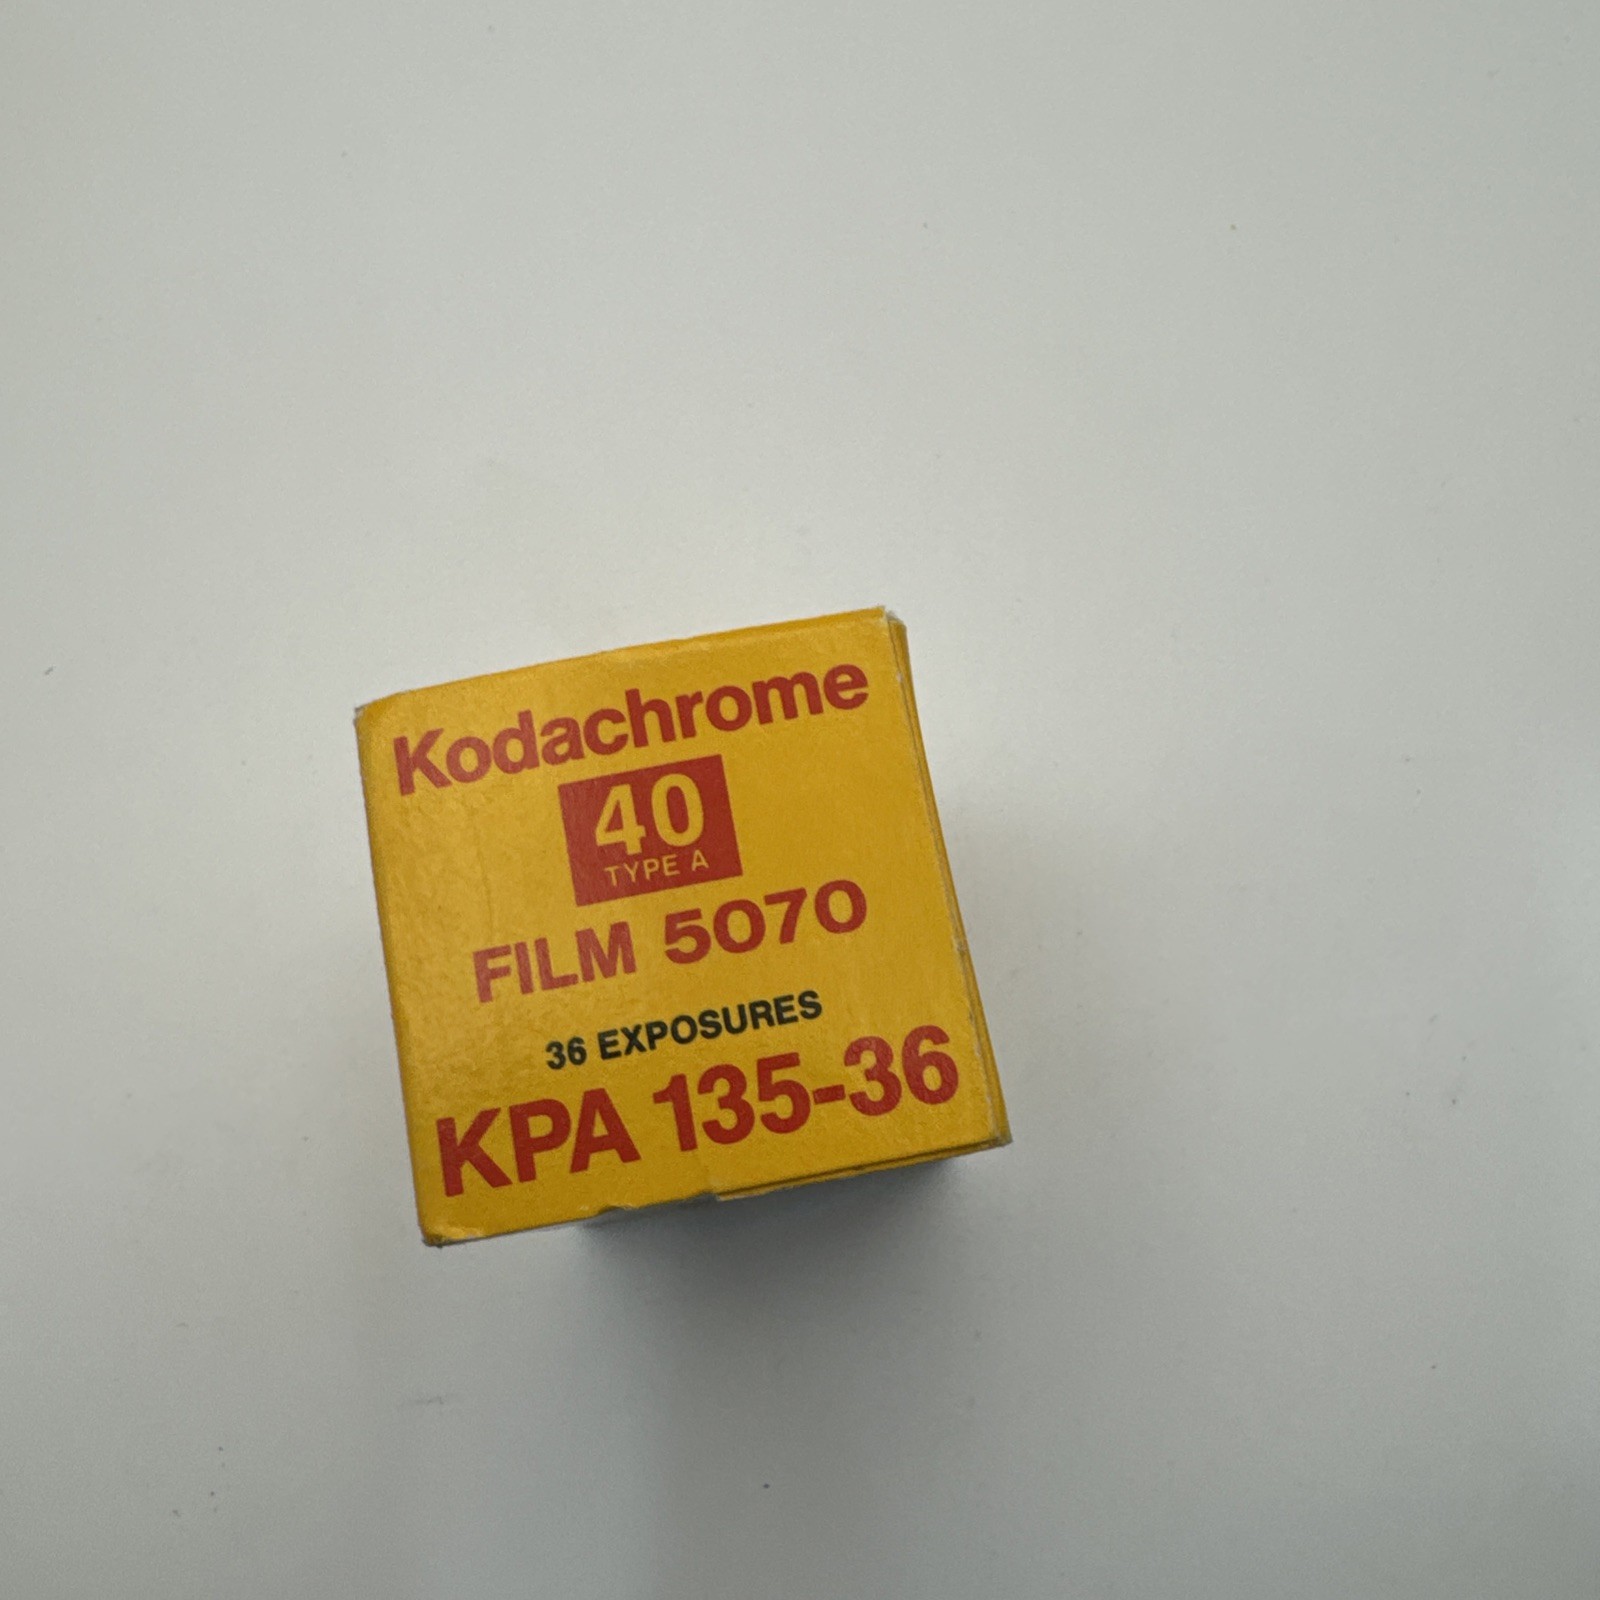 Kodachrome
40
TYPE A
FILM 5070
36 EXPOSURES
KPA 135-36